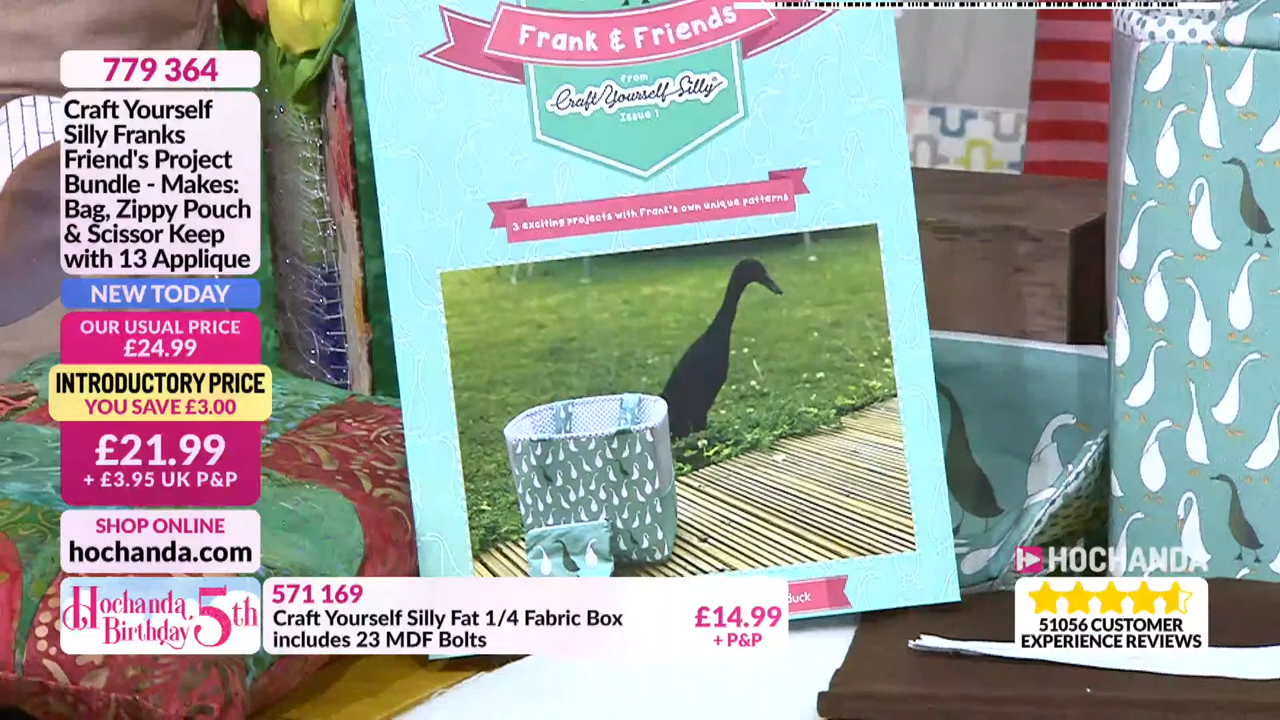 779 364
Craft Yourself
Silly Franks
Friend's Project
Bundle - Makes:
Bag, Zippy Pouch
& Scissor Keep
with 13 Applique
NEW TODAY
OUR USUAL PRICE
£24.99
INTRODUCTORY PRICE
YOU SAVE £3.00
£21.99
+ £3.95 UK P&P
SHOP ONLINE
hochanda.com
Hochanda
Birthday 5th
571 169
Craft Yourself Silly Fat 1/4 Fabric Box
includes 23 MDF Bolts
£14.99
+ P&P
Frank & Friends
from
Craft Yourself Silly
Issue 1
3 exciting projects with Frank's own unique patterns
duck
HOCHANDA
51056 CUSTOMER
EXPERIENCE REVIEWS